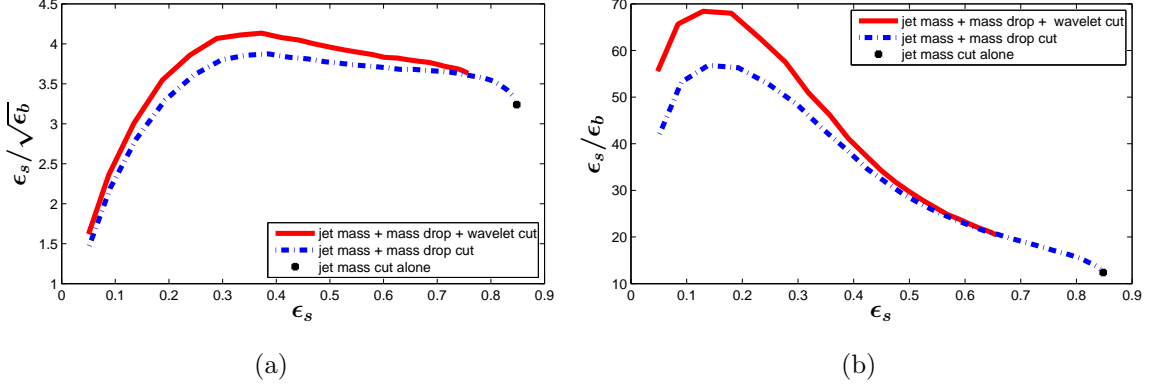 4.5
4
3.5
3
2.5
2
1.5
1
ϵs/√ϵb
0 0.1 0.2 0.3 0.4 0.5 0.6 0.7 0.8 0.9
ϵs
jet mass + mass drop + wavelet cut
jet mass + mass drop cut
jet mass cut alone
(a)
70
60
50
40
30
20
10
ϵs/ϵb
0 0.1 0.2 0.3 0.4 0.5 0.6 0.7 0.8 0.9
ϵs
jet mass + mass drop + wavelet cut
jet mass + mass drop cut
jet mass cut alone
(b)